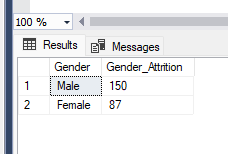 100 %
Results Messages
Gender Gender_Attrition
1 Male 150
2 Female 87